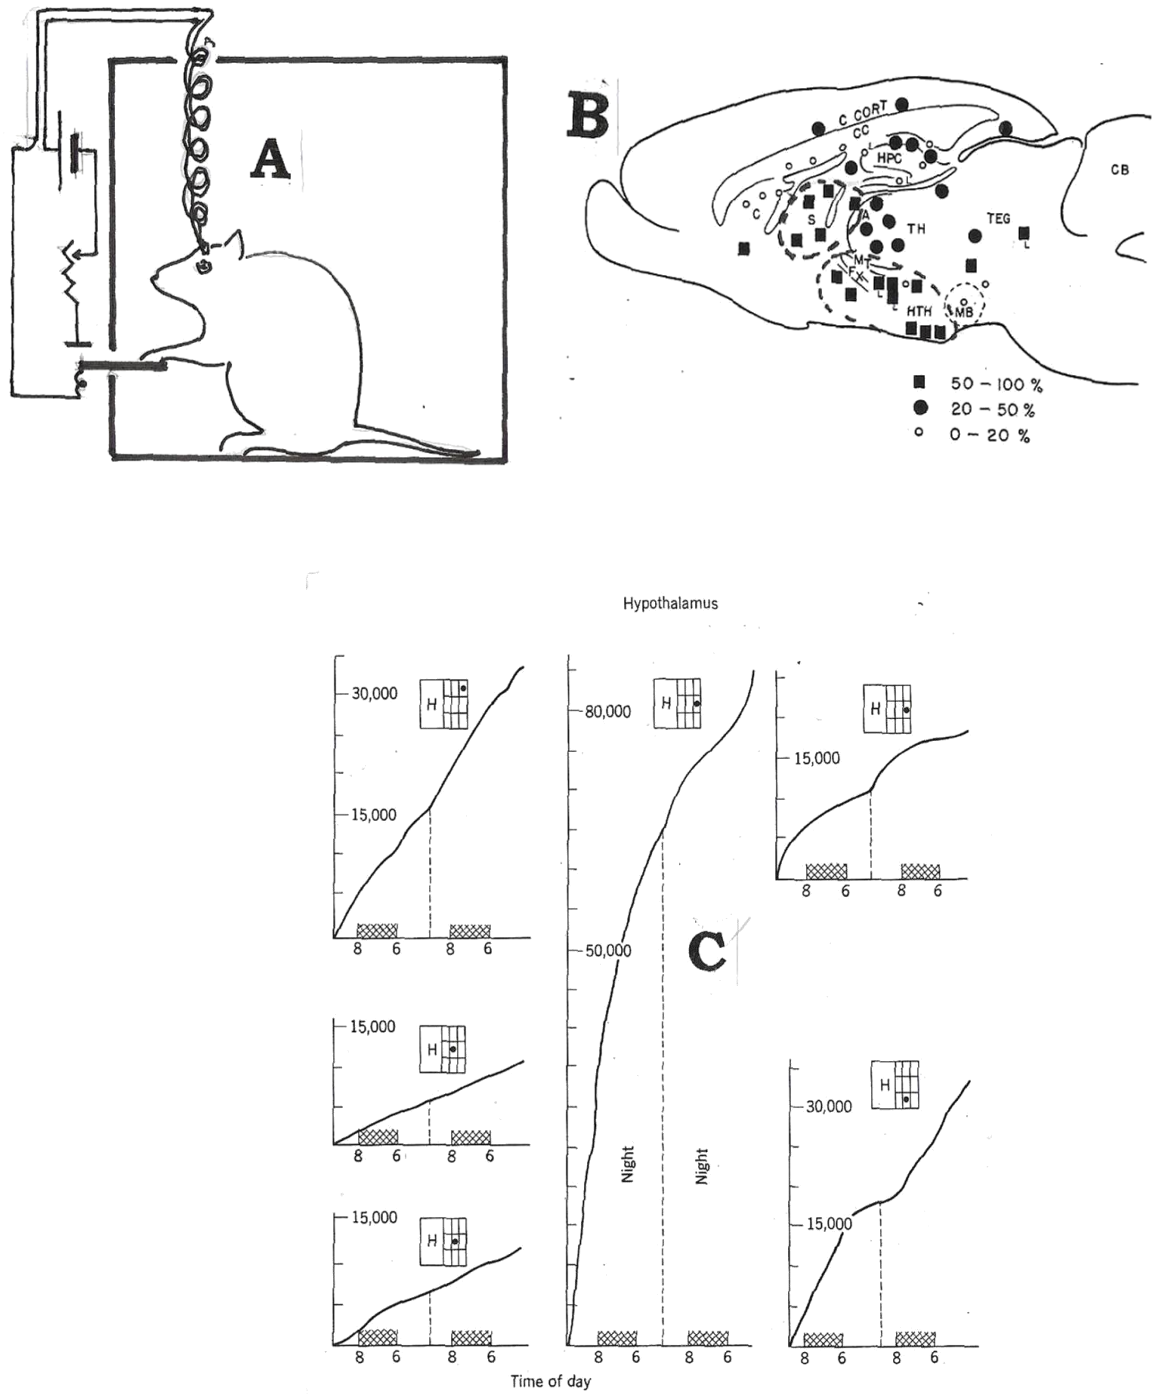 A
B
C CORT
CC
L
HPC
L
C
S
A
TH
TEG
L
CB
MT
FX
L
L
HTH
MB
50 – 100 %
20 – 50 %
0 – 20 %
Hypothalamus
30,000
15,000
H
8 6 8 6
15,000
H
8 6 8 6
15,000
H
8 6 8 6
80,000
50,000
H
Night
Night
8 6 8 6
C
15,000
H
8 6 8 6
30,000
15,000
H
8 6 8 6
Time of day